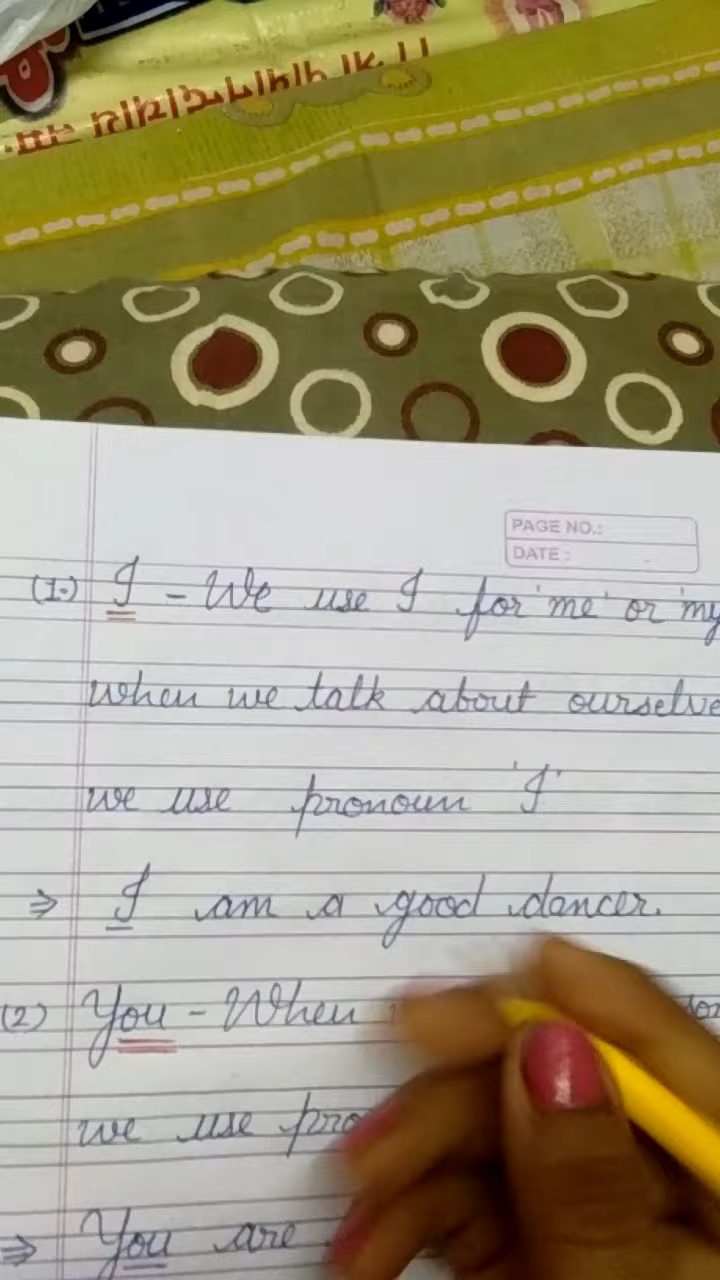 PAGE NO.:
DATE :
(1.) I - We use I for 'me' or 'my
when we talk about ourselve
we use pronoun 'I'
⇒ I am a good dancer.
(2) You - When
we use pro
⇒ You are